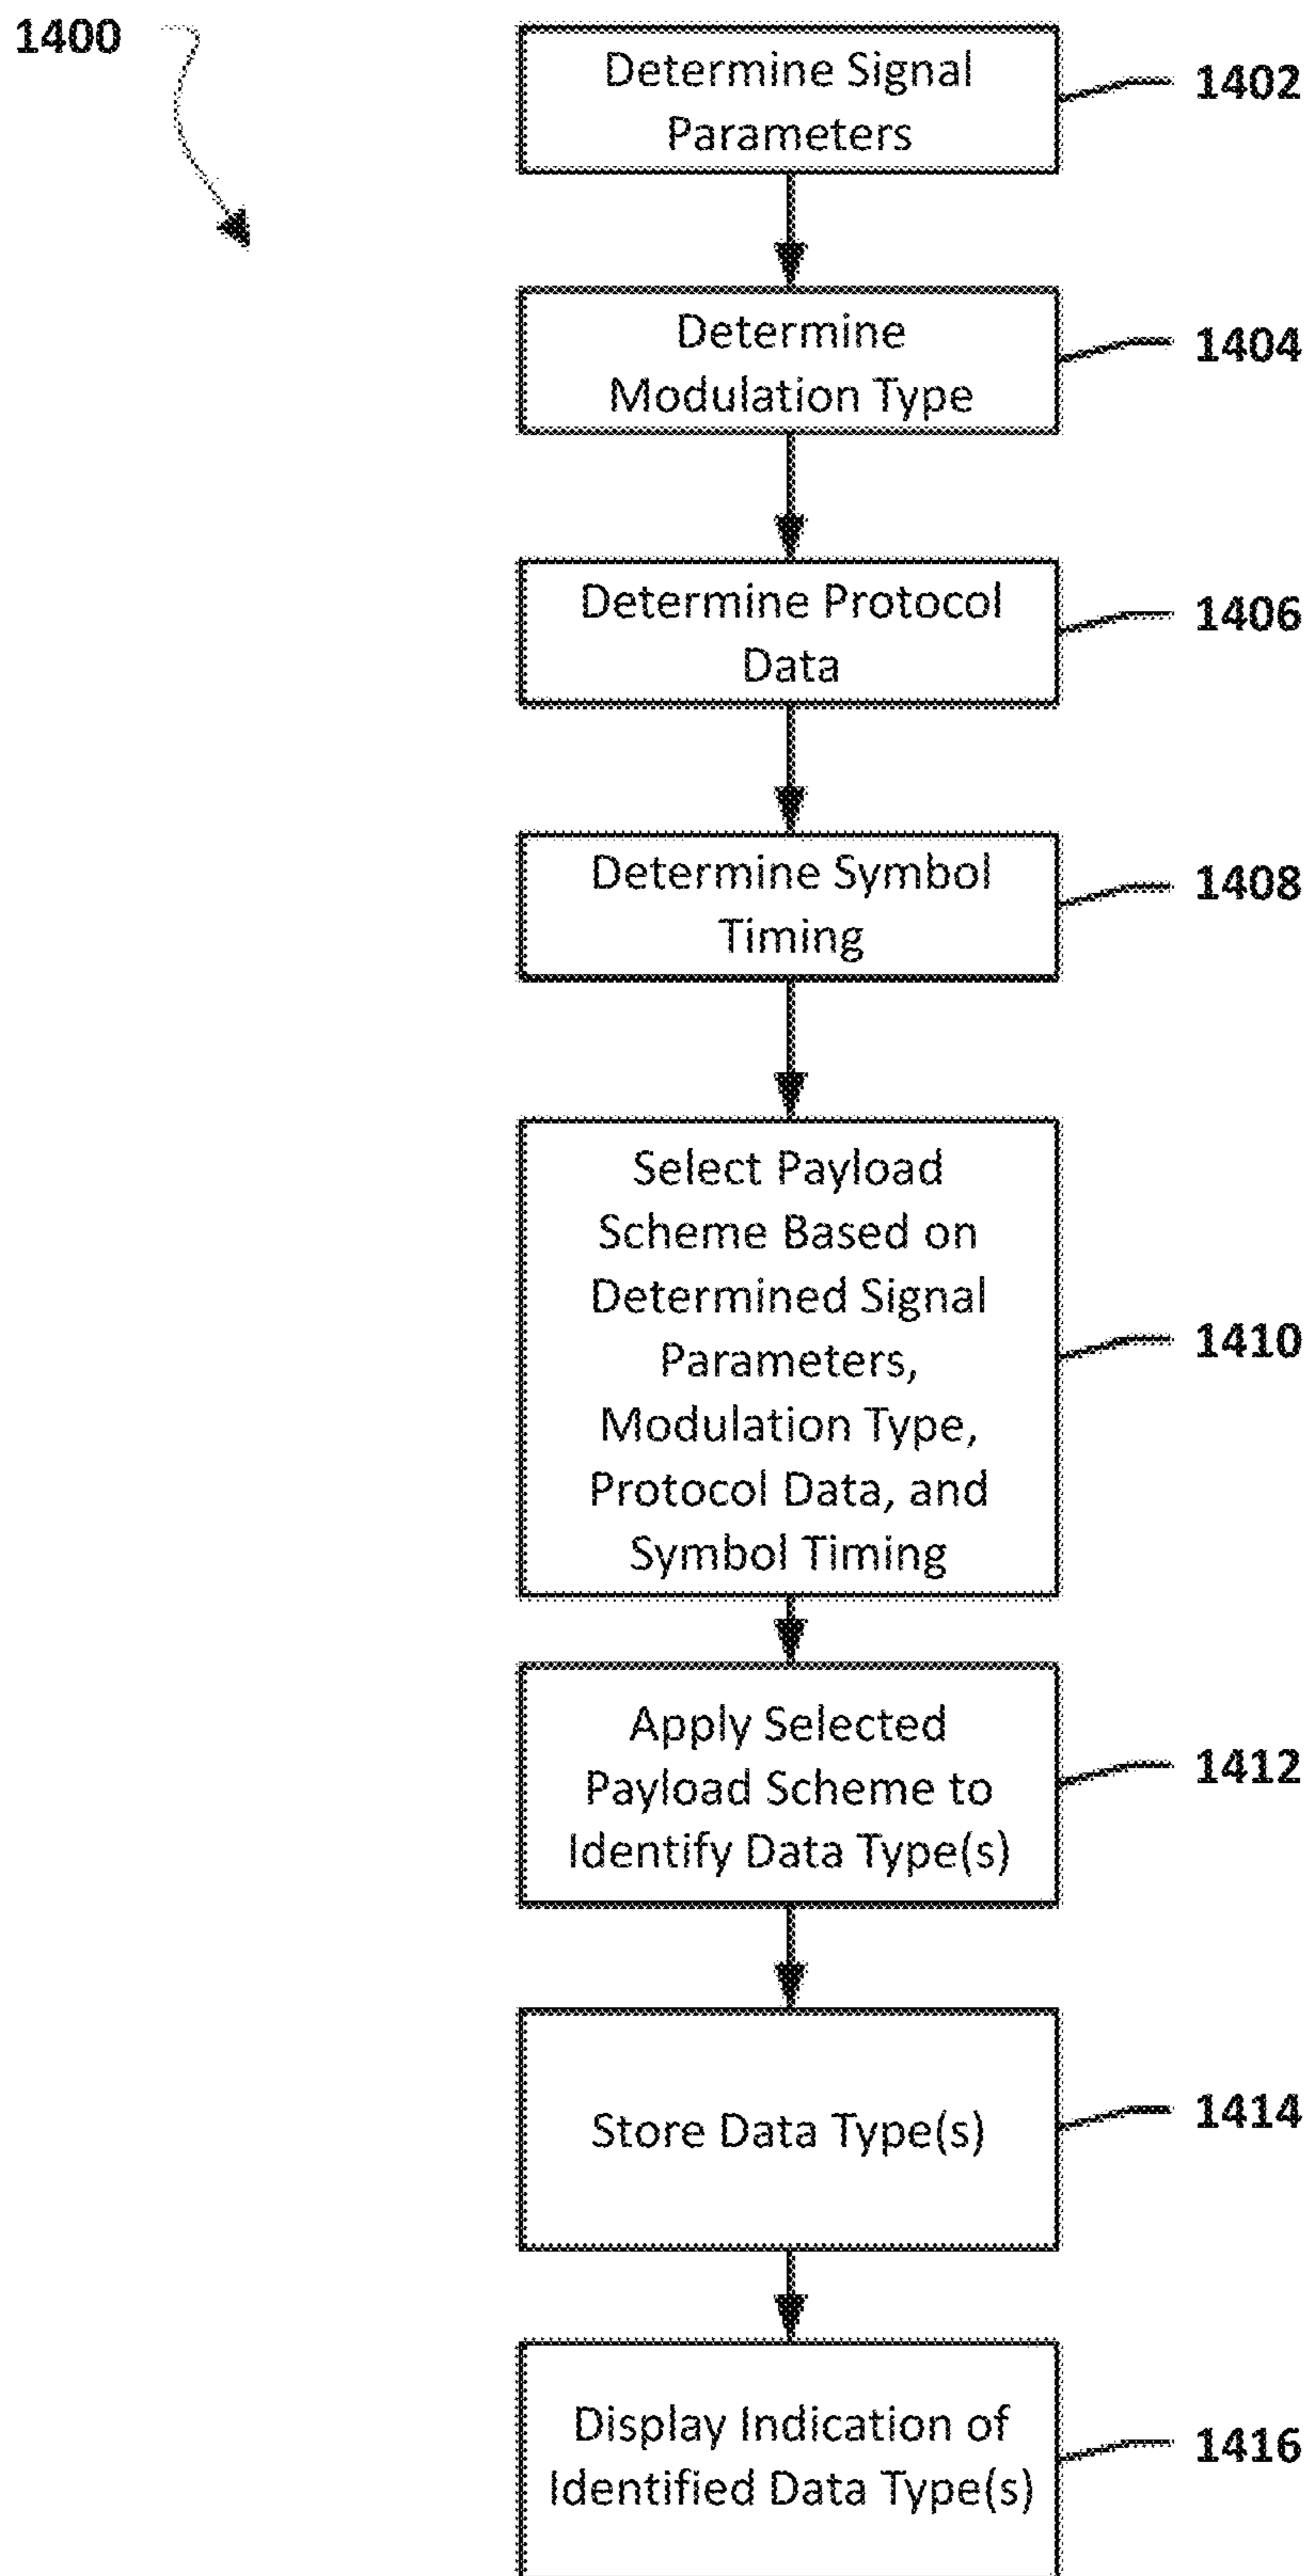 1400
Determine Signal
Parameters
1402
Determine
Modulation Type
1404
Determine Protocol
Data
1406
Determine Symbol
Timing
1408
Select Payload
Scheme Based on
Determined Signal
Parameters,
Modulation Type,
Protocol Data, and
Symbol Timing
1410
Apply Selected
Payload Scheme to
Identify Data Type(s)
1412
Store Data Type(s)
1414
Display Indication of
Identified Data Type(s)
1416